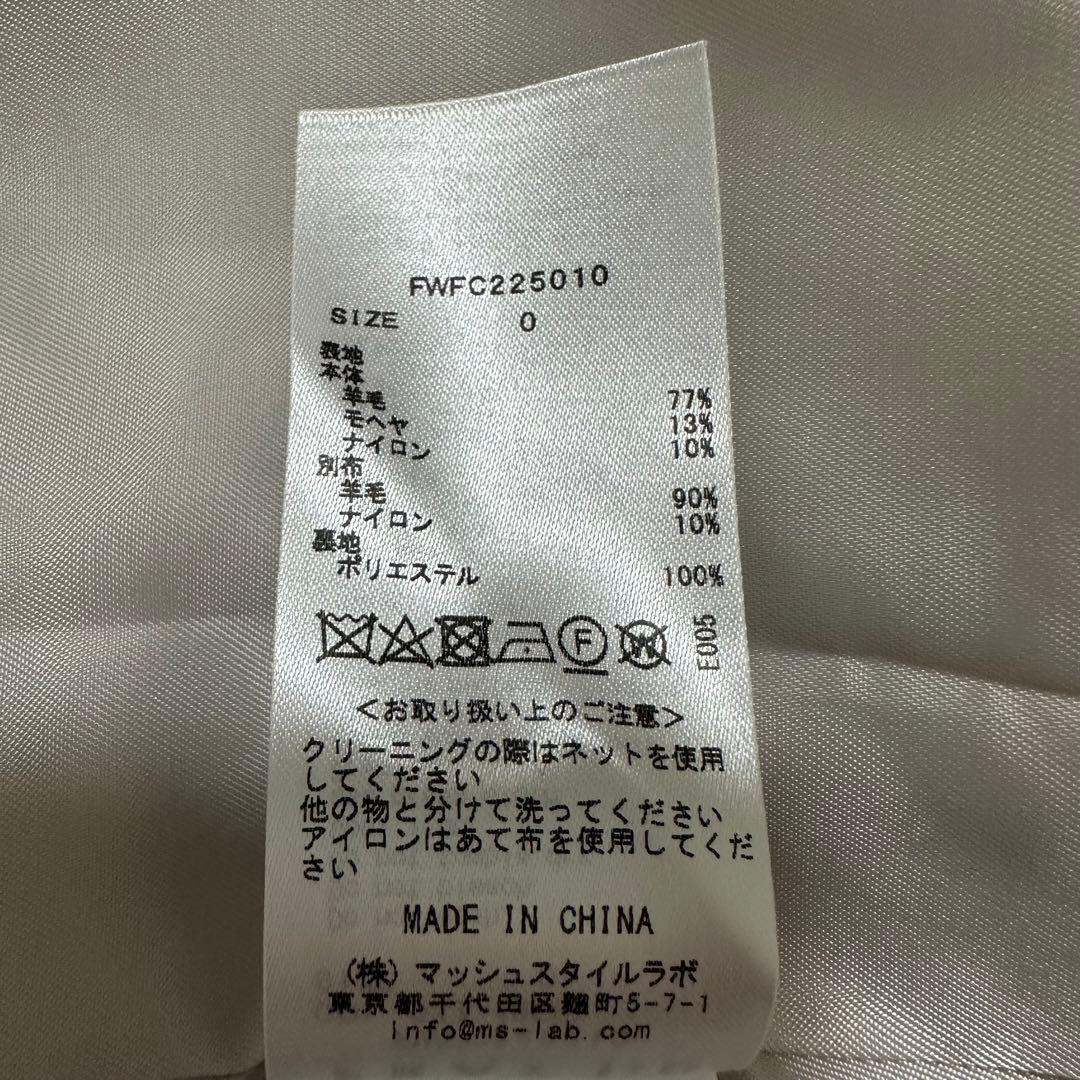 FWFC225010
SIZE 0
表地
本体
羊毛 77%
モヘヤ 13%
ナイロン 10%
別布
羊毛 90%
ナイロン 10%
裏地
ポリエステル 100%
F W E005
<お取り扱い上のご注意>
クリーニングの際はネットを使用
してください
他の物と分けて洗ってください
アイロンはあて布を使用してくだ
さい
MADE IN CHINA
(株)マッシュスタイルラボ
東京都千代田区麹町5-7-1
info@ms-lab.com